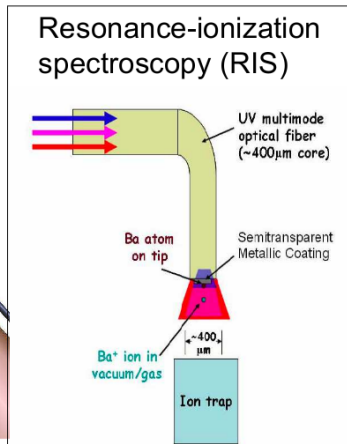 Resonance-ionization
spectroscopy (RIS)
UV multimode
optical fiber
(~400μm core)
Ba atom
on tip
Semitransparent
Metallic Coating
~400
μm
Ba⁺ ion in
vacuum/gas
Ion trap